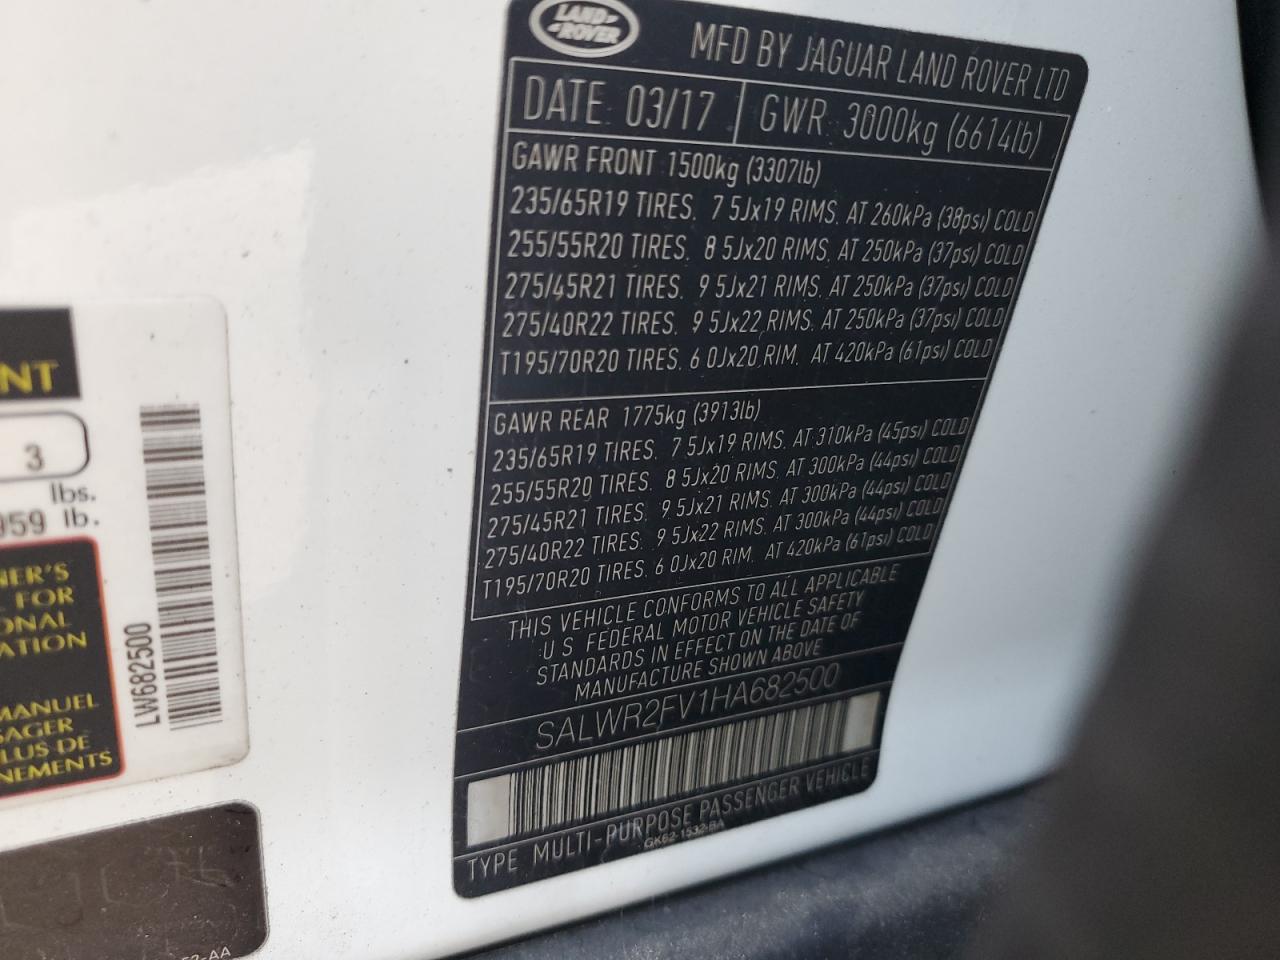 LAND ROVER
MFD BY JAGUAR LAND ROVER LTD
DATE: 03/17
GWR: 3000kg (6614lb)
GAWR FRONT 1500kg (3307lb)
235/65R19 TIRES, 7.5Jx19 RIMS, AT 260kPa (38psi) COLD
255/55R20 TIRES, 8.5Jx20 RIMS, AT 250kPa (37psi) COLD
275/45R21 TIRES, 9.5Jx21 RIMS, AT 250kPa (37psi) COLD
275/40R22 TIRES, 9.5Jx22 RIMS, AT 250kPa (37psi) COLD
T195/70R20 TIRES, 6.0Jx20 RIM, AT 420kPa (61psi) COLD
GAWR REAR 1775kg (3913lb)
235/65R19 TIRES, 7.5Jx19 RIMS, AT 310kPa (45psi) COLD
255/55R20 TIRES, 8.5Jx20 RIMS, AT 300kPa (44psi) COLD
275/45R21 TIRES, 9.5Jx21 RIMS, AT 300kPa (44psi) COLD
275/40R22 TIRES, 9.5Jx22 RIMS, AT 300kPa (44psi) COLD
T195/70R20 TIRES, 6.0Jx20 RIM, AT 420kPa (61psi) COLD
THIS VEHICLE CONFORMS TO ALL APPLICABLE
U.S. FEDERAL MOTOR VEHICLE SAFETY
STANDARDS IN EFFECT ON THE DATE OF
MANUFACTURE SHOWN ABOVE
SALWR2FV1HA682500
TYPE: MULTI-PURPOSE PASSENGER VEHICLE
GK62-1532-BA
NT
3
lbs.
959 lb.
NER'S
FOR
ONAL
ATION
MANUEL
SAGER
PLUS DE
NEMENTS
LW682500
-AA